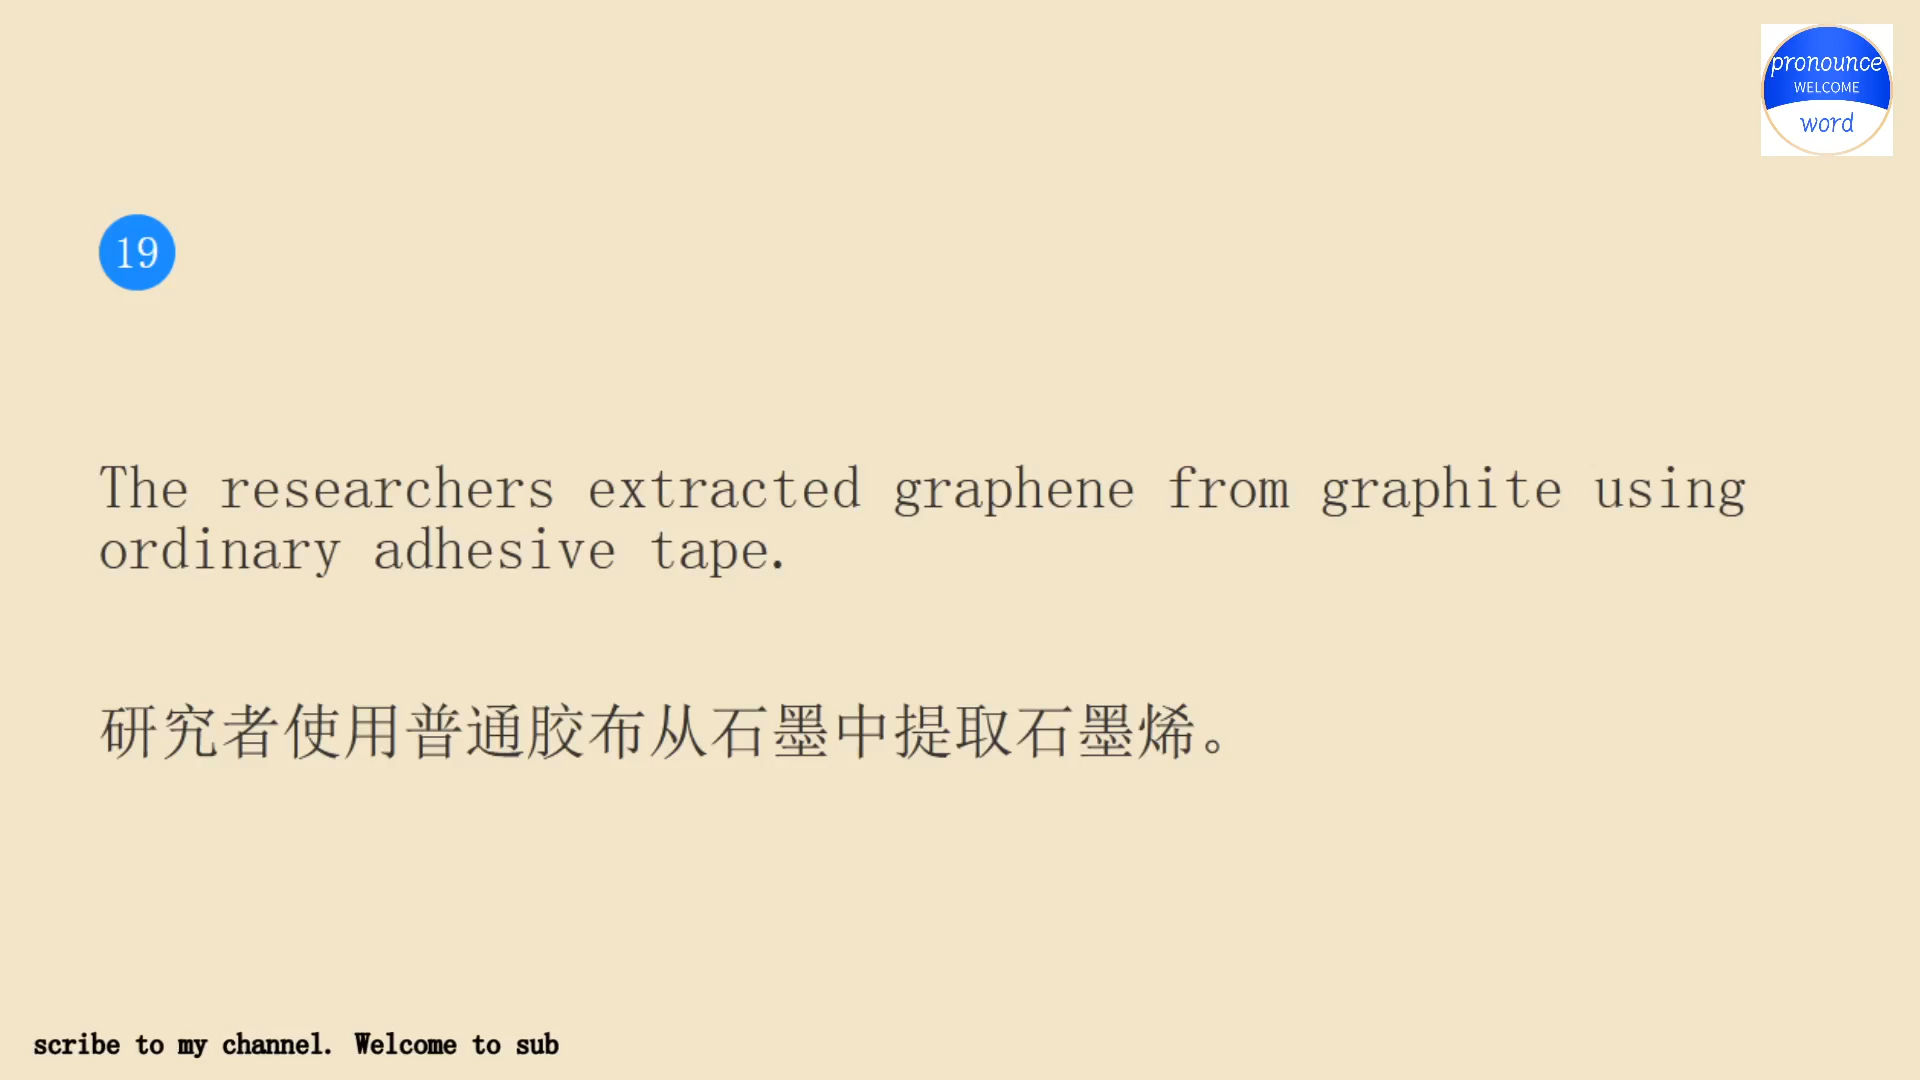 pronounce
WELCOME
word
19
The researchers extracted graphene from graphite using
ordinary adhesive tape.
研究者使用普通胶布从石墨中提取石墨烯。
scribe to my channel. Welcome to sub